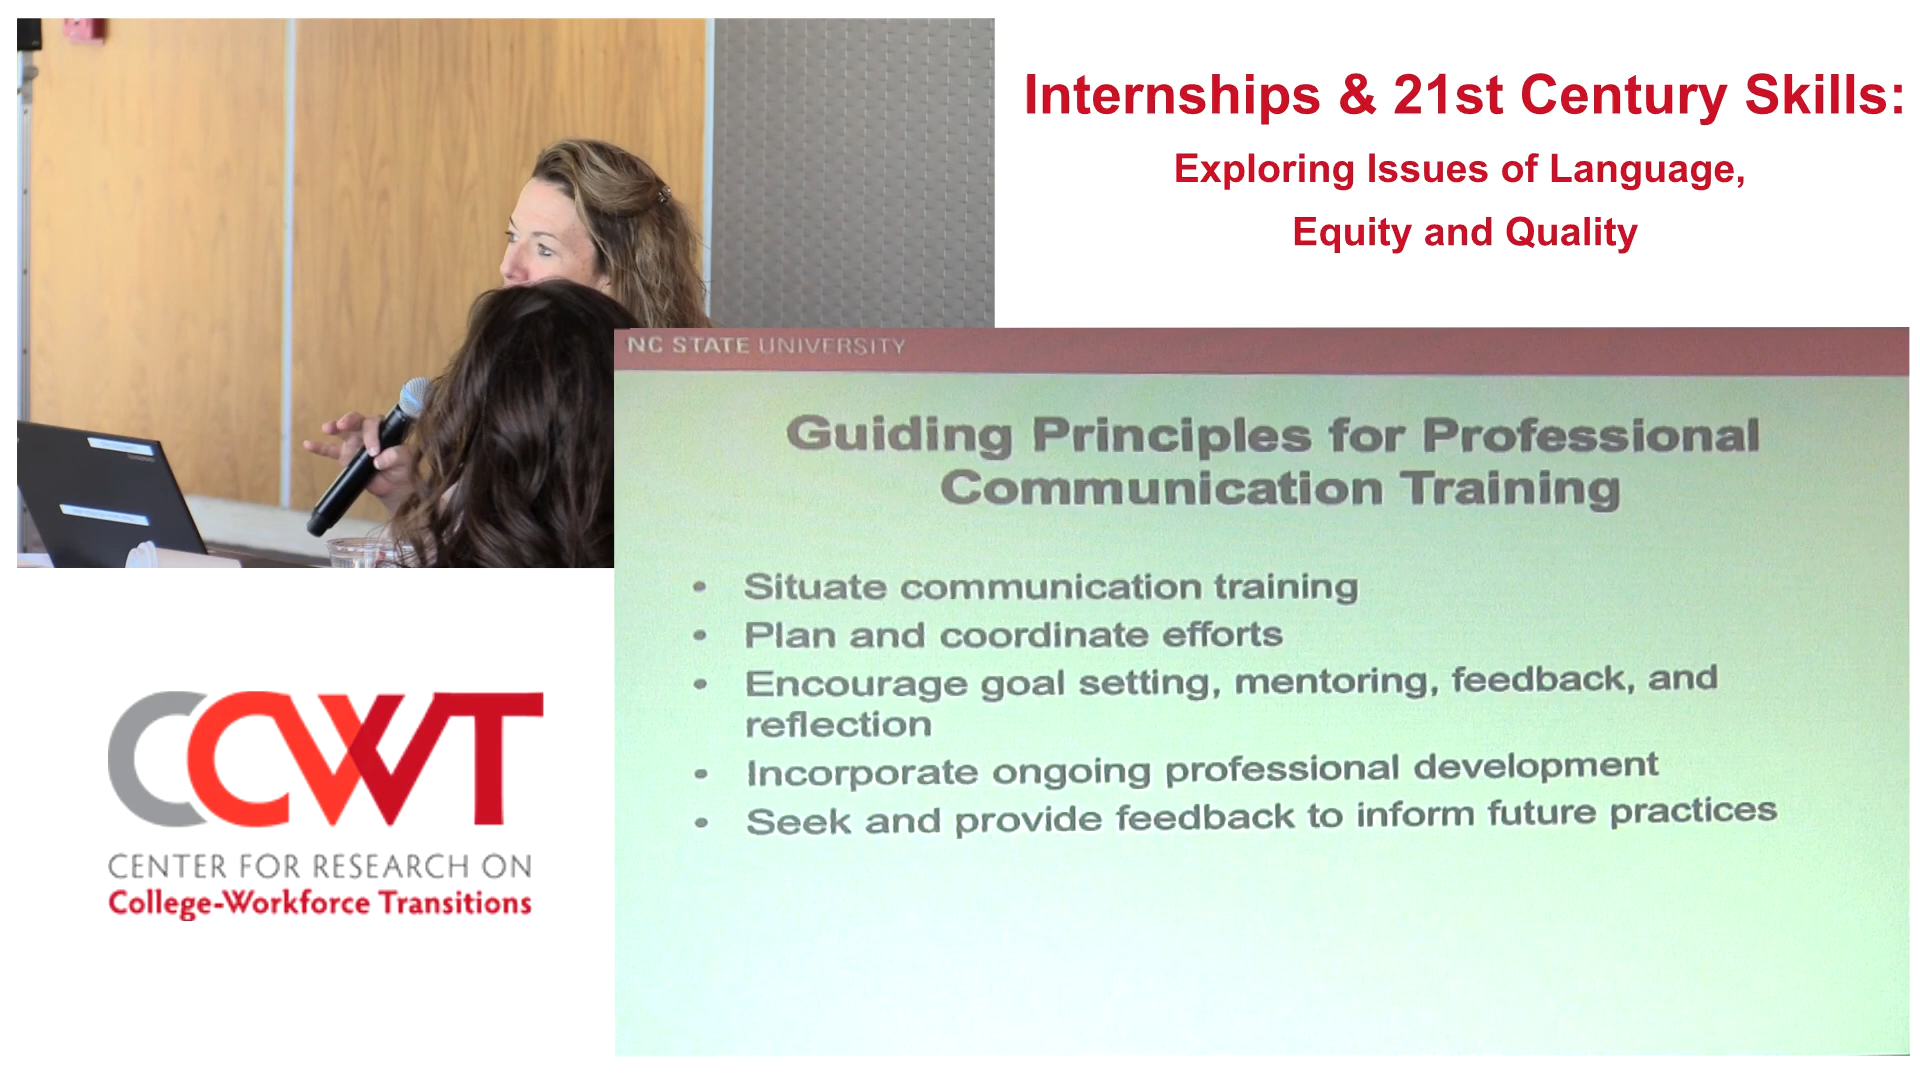 Internships & 21st Century Skills:
Exploring Issues of Language,
Equity and Quality
NC STATE UNIVERSITY
Guiding Principles for Professional
Communication Training
• Situate communication training
• Plan and coordinate efforts
• Encourage goal setting, mentoring, feedback, and
reflection
• Incorporate ongoing professional development
• Seek and provide feedback to inform future practices
CCWT
CENTER FOR RESEARCH ON
College-Workforce Transitions